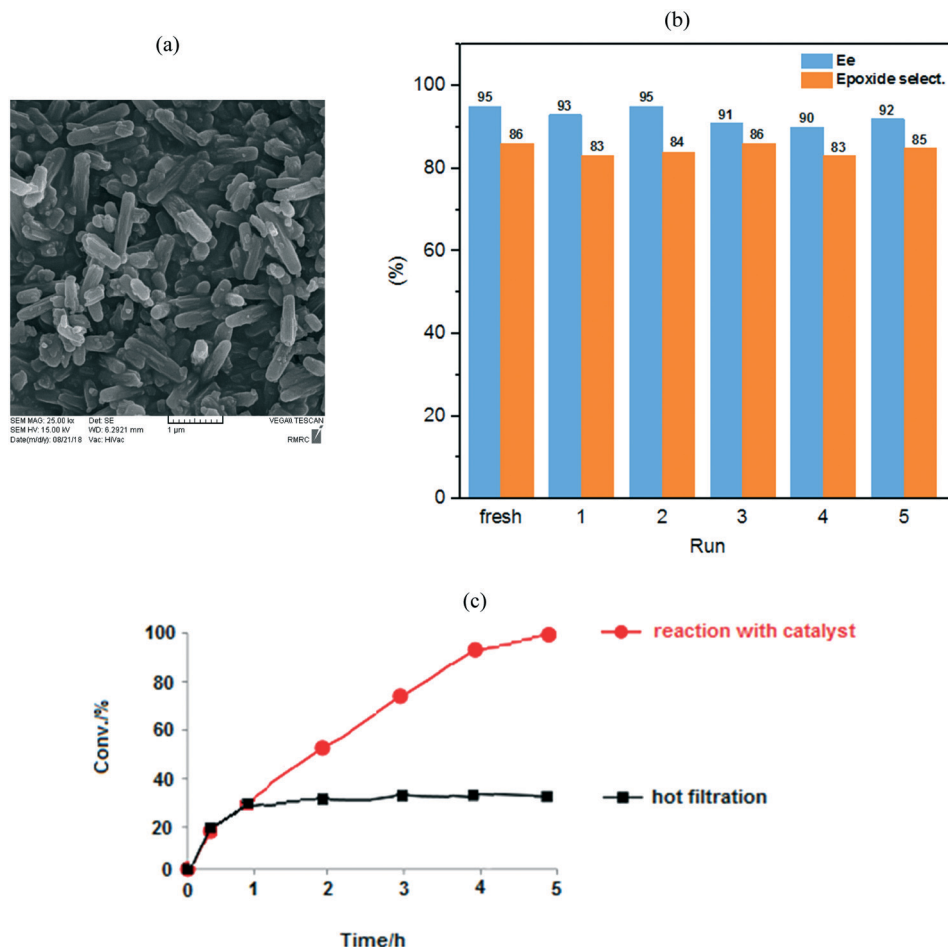 (a)
SEM MAG: 25.00 kx Det: SE
SEM HV: 15.00 kV WD: 6.2921 mm
Date(m/d/y): 08/21/18 Vac: HiVac
1 µm
VEGA\\ TESCAN
RMRC
(b)
Ee
Epoxide select.
100
80
60
40
20
0
(%)
95 86 93 83 95 84 91 86 90 83 92 85
fresh 1 2 3 4 5
Run
(c)
100
80
60
40
20
0
Conv./%
0 1 2 3 4 5
Time/h
reaction with catalyst
hot filtration